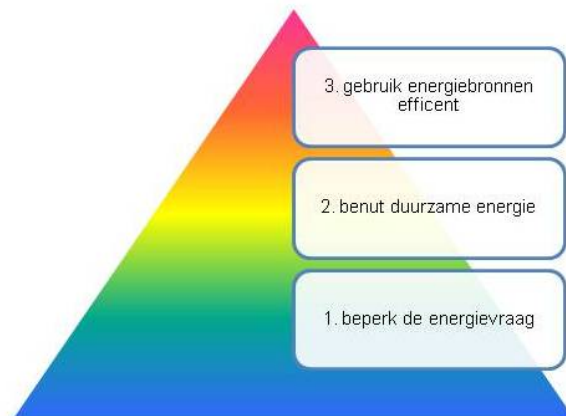 3. gebruik energiebronnen
efficent
2. benut duurzame energie
1. beperk de energievraag